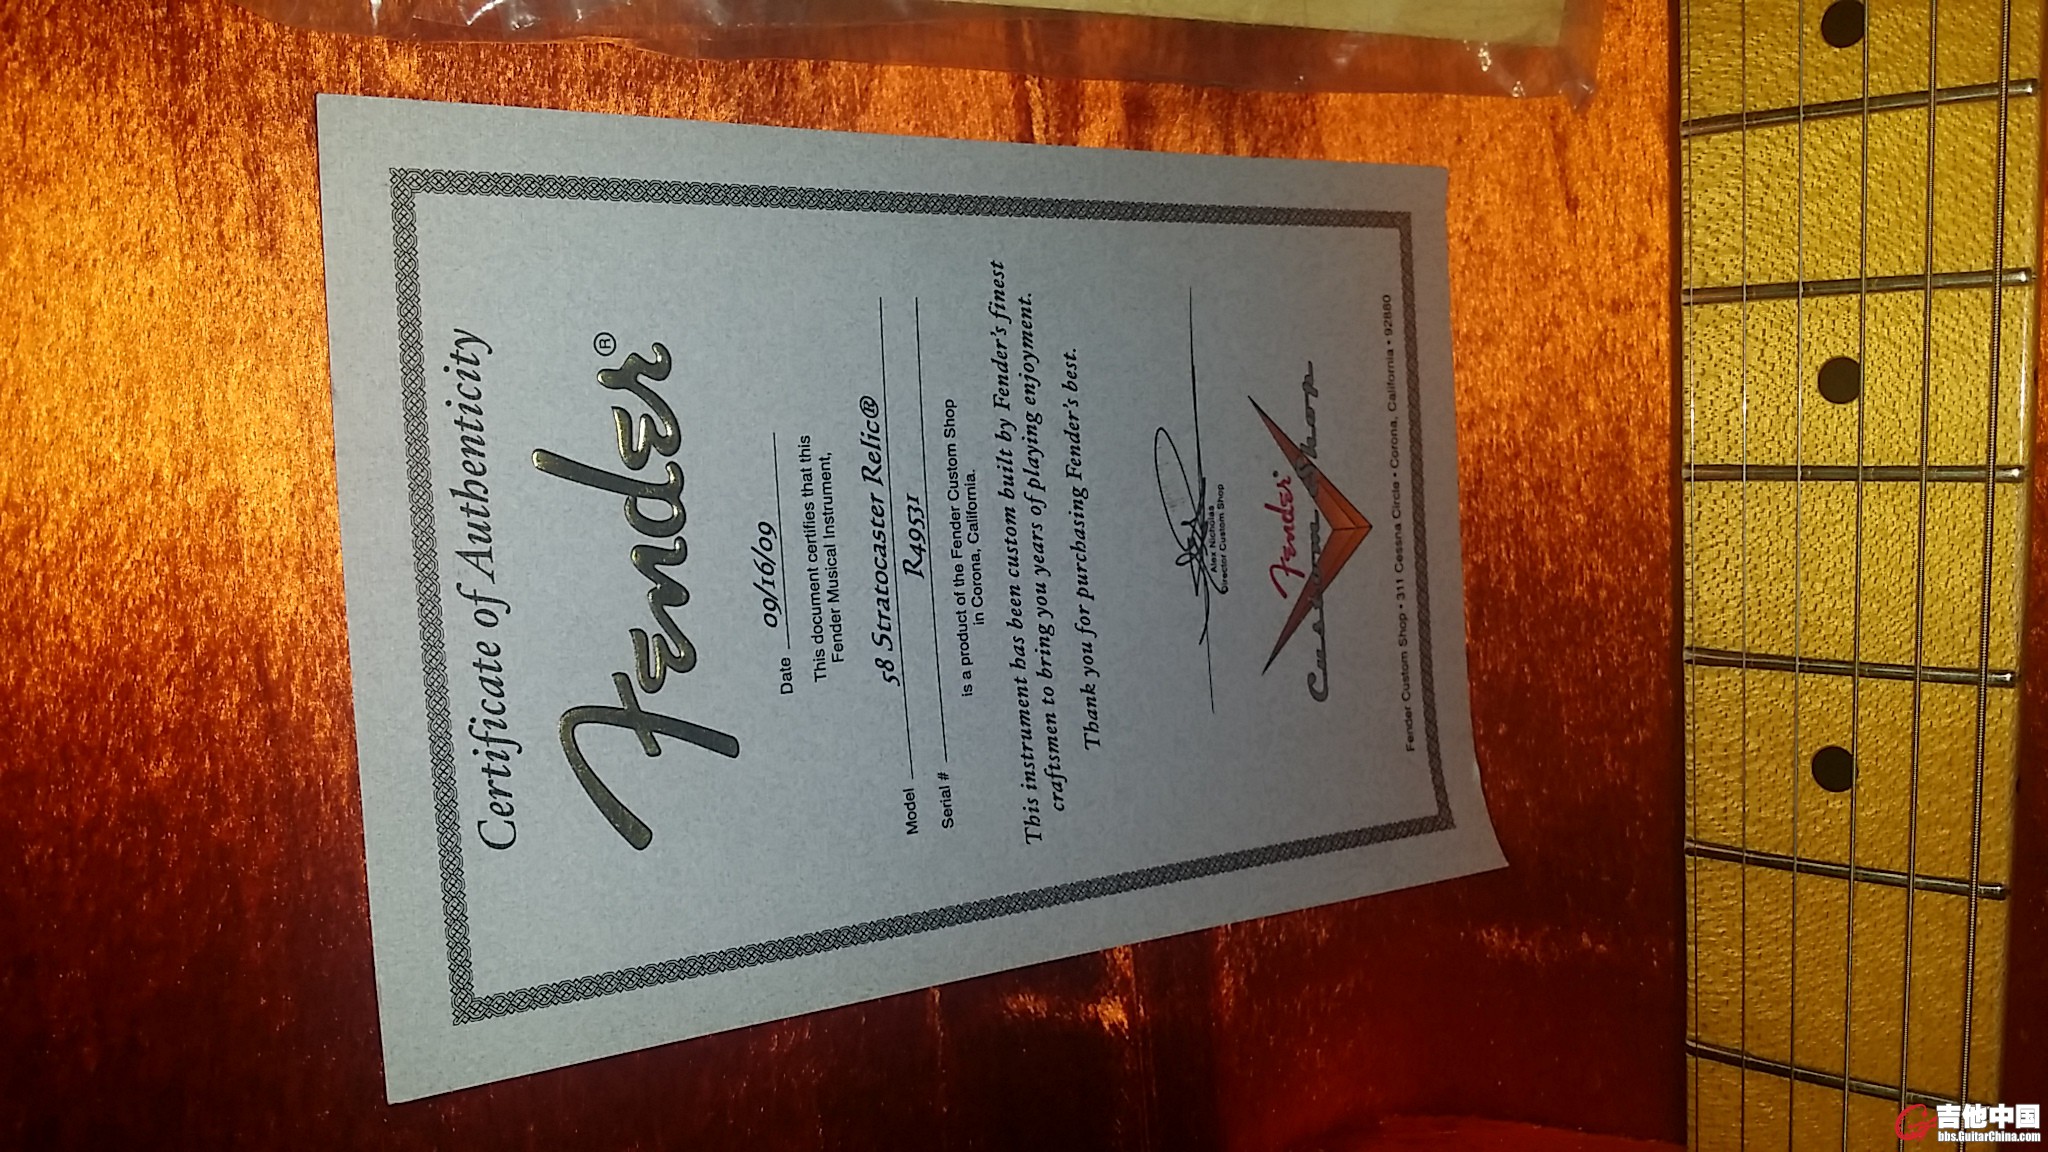 Certificate of Authenticity
Fender®
Date 09/16/09
This document certifies that this
Fender Musical Instrument,
Model 58 Stratocaster Relic®
Serial # R49531
is a product of the Fender Custom Shop
in Corona, California.
This instrument has been custom built by Fender's finest
craftsmen to bring you years of playing enjoyment.
Thank you for purchasing Fender's best.
Alex Nicholas
Director Custom Shop
Fender
Custom Shop
Fender Custom Shop • 311 Cessna Circle • Corona, California • 92880
吉他中国
bbs.GuitarChina.com